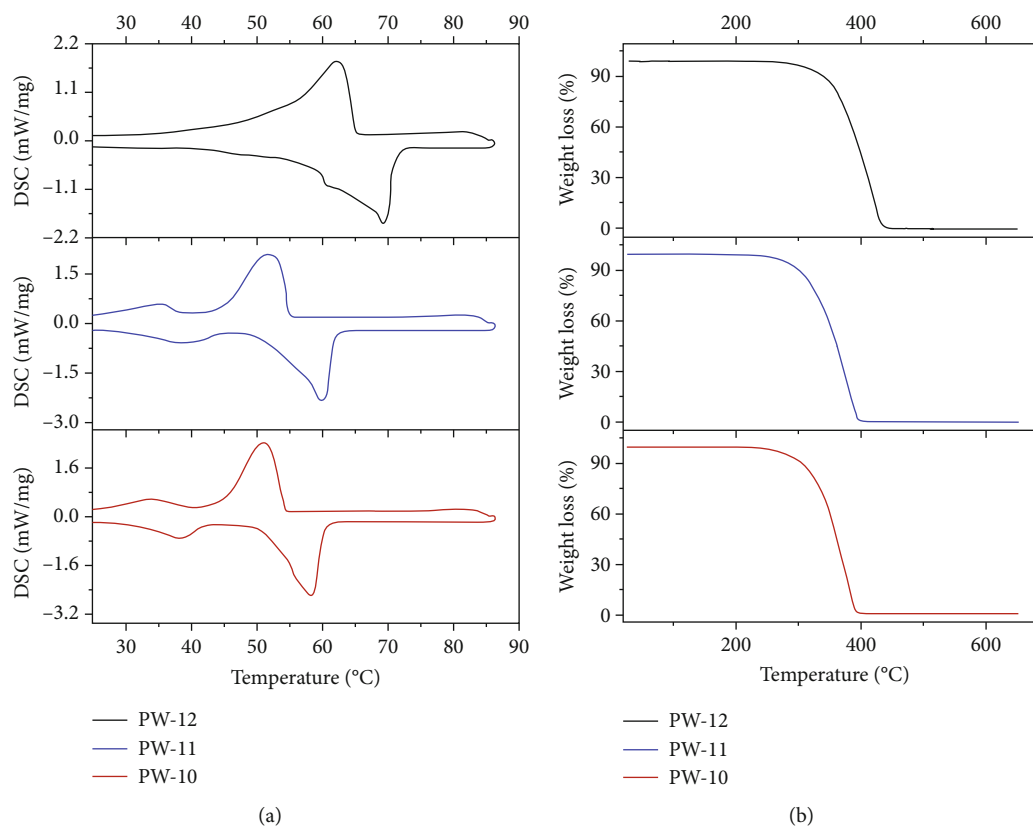 30 40 50 60 70 80 90
2.2
1.1
0.0
−1.1
−2.2
DSC (mW/mg)
1.5
0.0
−1.5
−3.0
DSC (mW/mg)
1.6
0.0
−1.6
−3.2
DSC (mW/mg)
30 40 50 60 70 80 90
Temperature (°C)
PW-12
PW-11
PW-10
(a)
200 400 600
90
60
30
0
Weight loss (%)
90
60
30
0
Weight loss (%)
90
60
30
0
Weight loss (%)
200 400 600
Temperature (°C)
PW-12
PW-11
PW-10
(b)